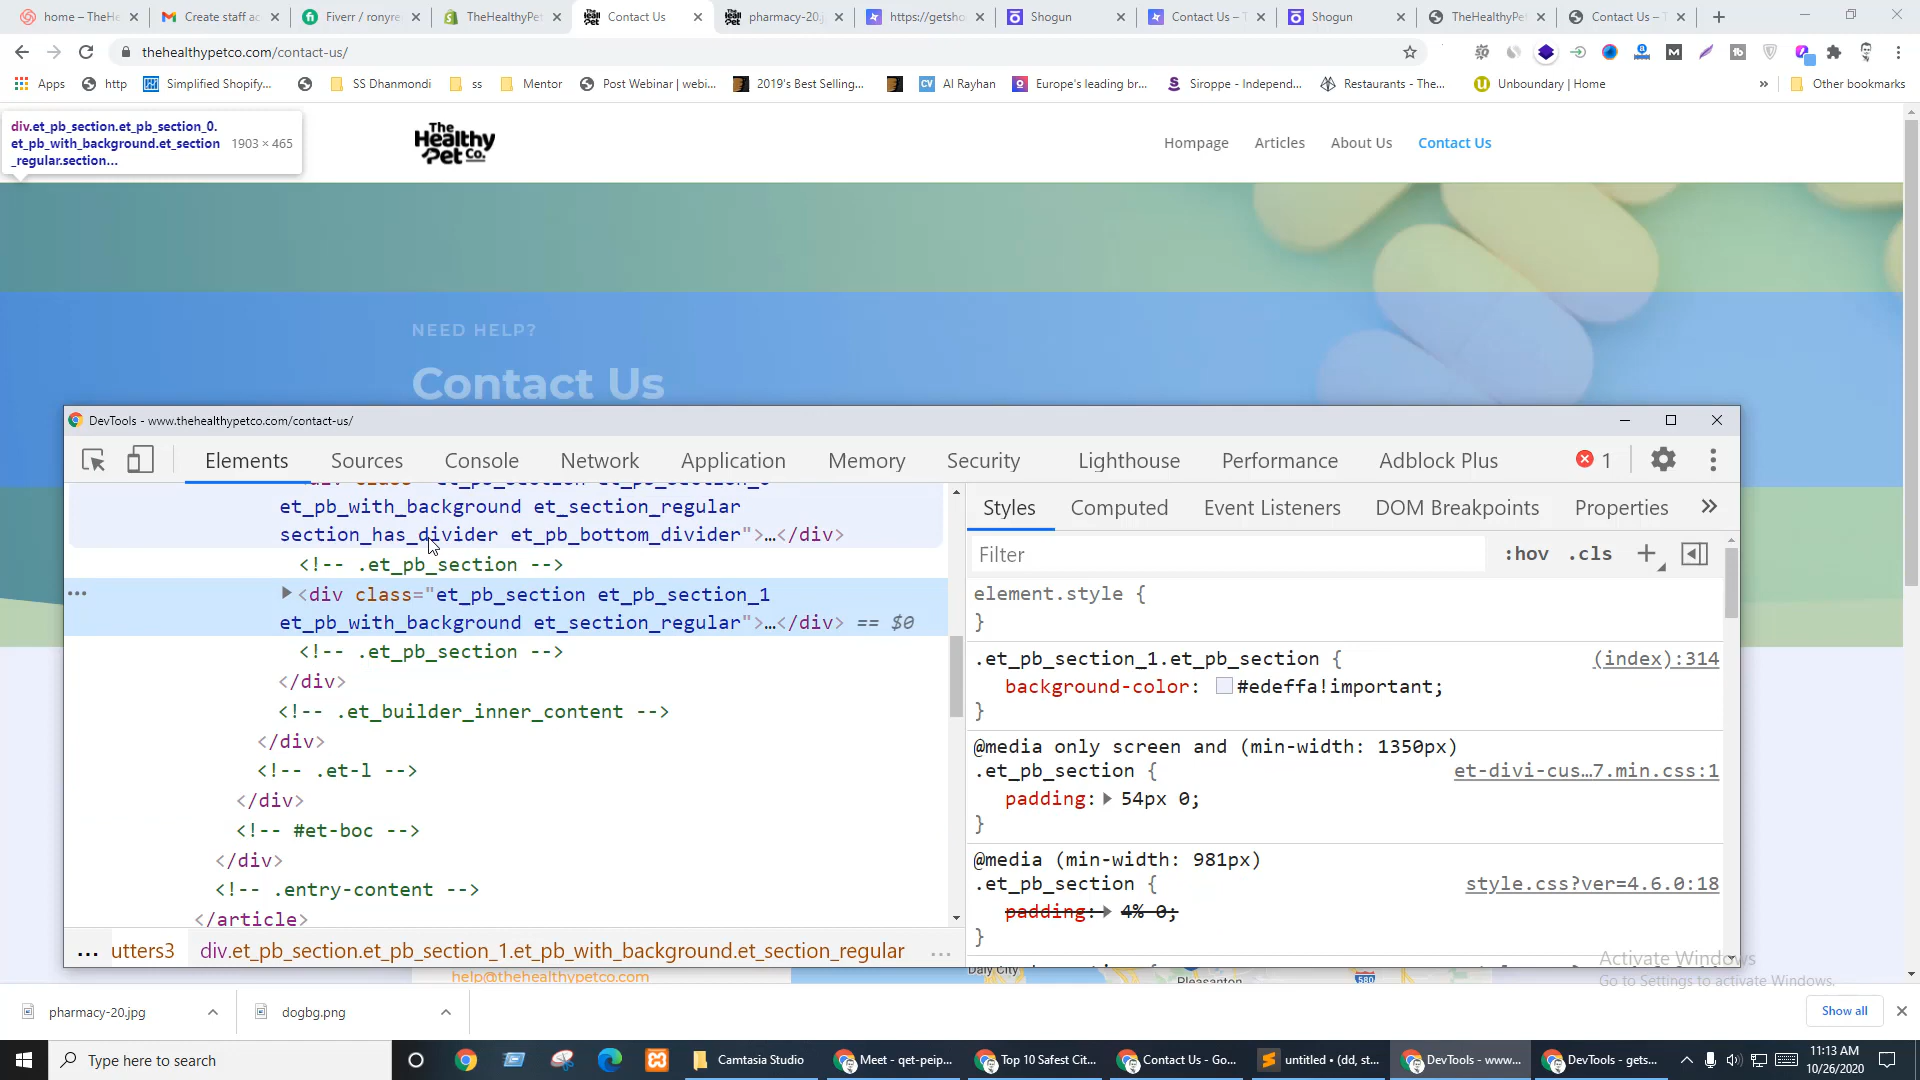 home – TheHe
Create staff ac
Fiverr / ronyre
TheHealthyPet
Contact Us
pharmacy-20.j
https://getsho
Shogun
Contact Us – T
Shogun
TheHealthyPe
Contact Us – T
thehealthypetco.com/contact-us/
Apps
http
Simplified Shopify...
SS Dhanmondi
ss
Mentor
Post Webinar | webi...
2019's Best Selling...
Al Rayhan
Europe's leading br...
Siroppe - Independ...
Restaurants - The...
Unboundary | Home
»
Other bookmarks
div.et_pb_section.et_pb_section_0.
et_pb_with_background.et_section
_regular.section...
1903 × 465
The
Healthy
Pet Co.
Homepage
Articles
About Us
Contact Us
NEED HELP?
Contact Us
DevTools - www.thehealthypetco.com/contact-us/
Elements
Sources
Console
Network
Application
Memory
Security
Lighthouse
Performance
Adblock Plus
1
et_pb_with_background et_section_regular
section_has_divider et_pb_bottom_divider">…</div>
<!-- .et_pb_section -->
<div class="et_pb_section et_pb_section_1
et_pb_with_background et_section_regular">…</div> == $0
<!-- .et_pb_section -->
</div>
<!-- .et_builder_inner_content -->
</div>
<!-- .et-l -->
</div>
<!-- #et-boc -->
</div>
<!-- .entry-content -->
</article>
... utters3 div.et_pb_section.et_pb_section_1.et_pb_with_background.et_section_regular ...
Styles
Computed
Event Listeners
DOM Breakpoints
Properties
»
Filter
:hov .cls +
element.style {
}
.et_pb_section_1.et_pb_section { (index):314
background-color: #edeffa!important;
}
@media only screen and (min-width: 1350px)
.et_pb_section { et-divi-cus…7.min.css:1
padding: 54px 0;
}
@media (min-width: 981px)
.et_pb_section { style.css?ver=4.6.0:18
padding: 4% 0;
}
Activate Windows
Go to Settings to activate Windows.
help@thehealthypetco.com
Daly City
Pleasanton
580
pharmacy-20.jpg
dogbg.png
Show all
Type here to search
Camtasia Studio
Meet - qet-peip...
Top 10 Safest Cit...
Contact Us - Go...
untitled • (dd, st...
DevTools - www...
DevTools - gets...
11:13 AM
10/26/2020